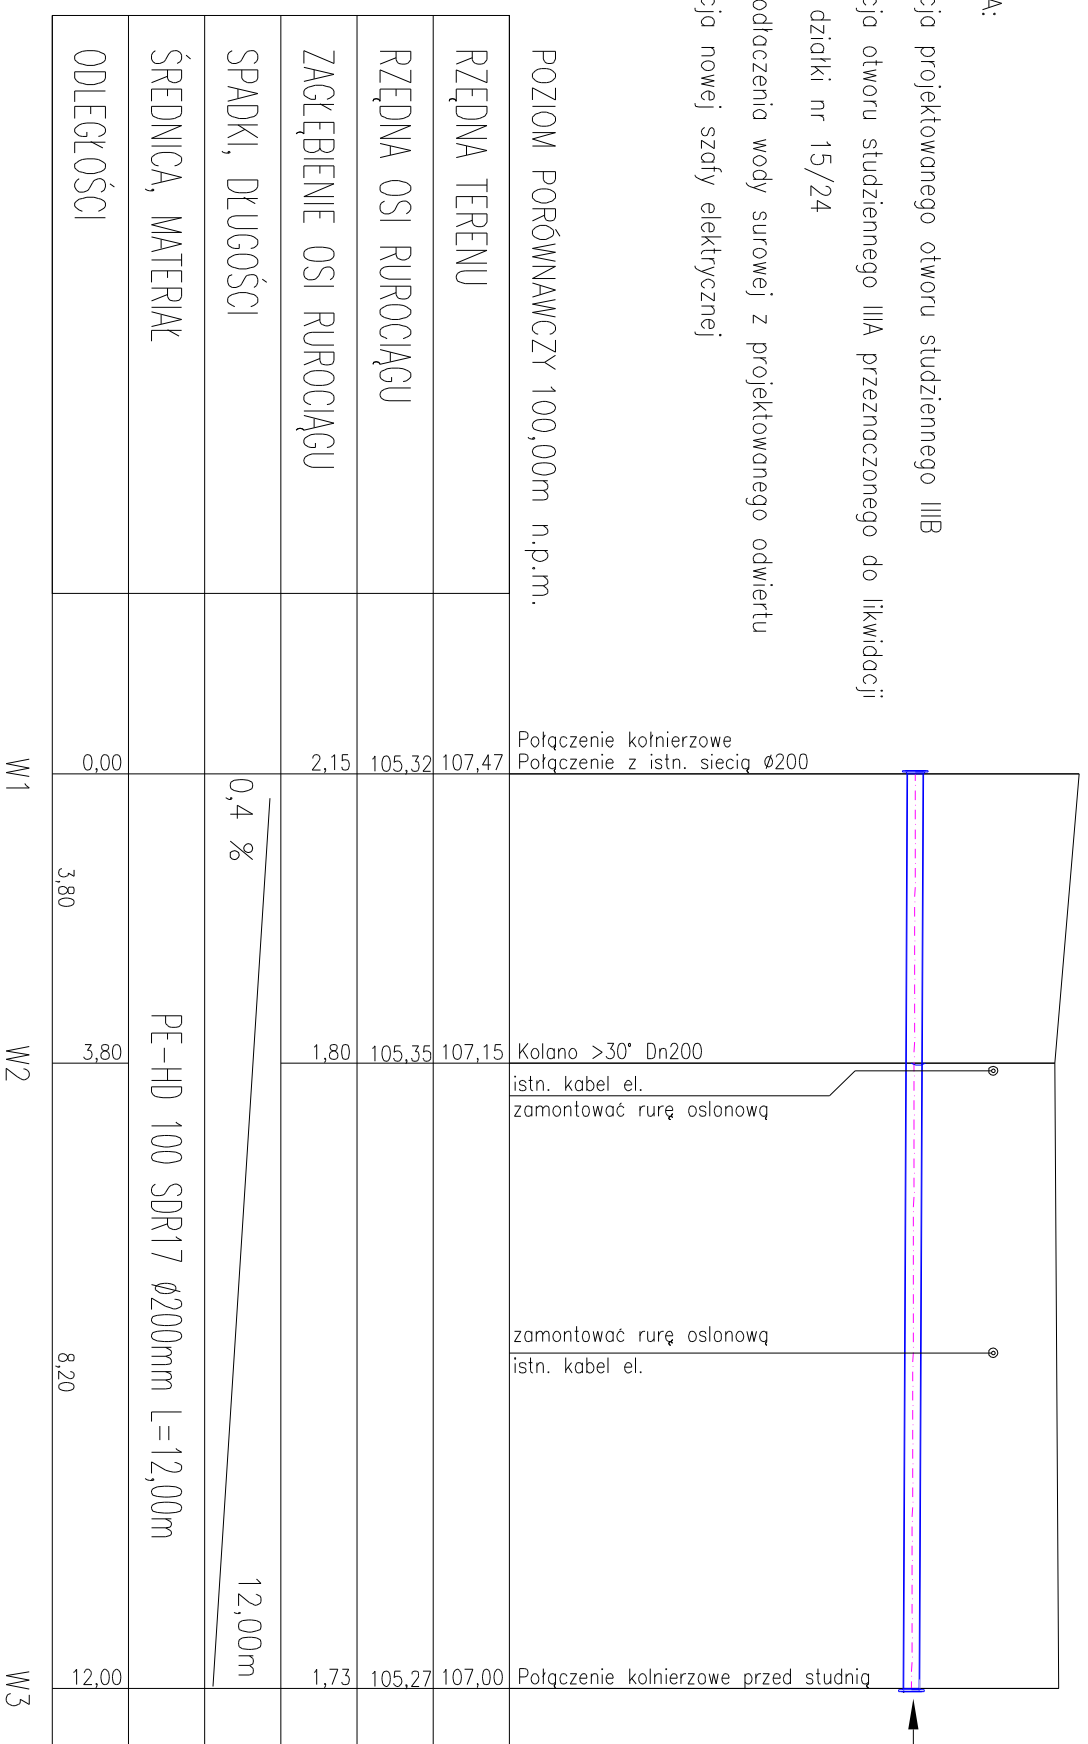 A:
cja projektowanego otworu studziennego IIIB
cja otworu studziennego IIIA przeznaczonego do likwidacji
działki nr 15/24
odłaczenia wody surowej z projektowanego odwiertu
cja nowej szafy elektrycznej
POZIOM PORÓWNAWCZY 100,00m n.p.m.
RZĘDNA TERENU
RZĘDNA OSI RUROCIĄGU
ZAGŁĘBIENIE OSI RUROCIĄGU
SPADKI, DŁUGOŚCI
ŚREDNICA, MATERIAŁ
ODLEGŁOŚCI
Połączenie kołnierzowe
Połączenie z istn. siecią Ø200
107,47
105,32
2,15
0,00
W1
0,4 %
3,80
Kolano >30° Dn200
107,15
105,35
1,80
3,80
W2
istn. kabel el.
zamontować rurę oslonową
PE-HD 100 SDR17 Ø200mm L=12,00m
zamontować rurę oslonową
istn. kabel el.
8,20
12,00m
Połączenie kolnierzowe przed studnią
107,00
105,27
1,73
12,00
W3